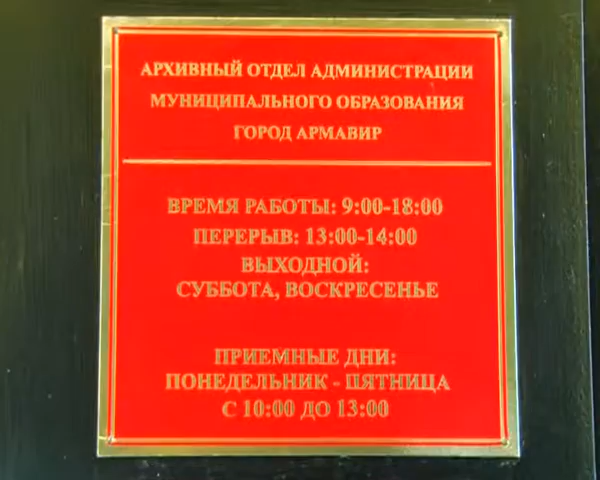 АРХИВНЫЙ ОТДЕЛ АДМИНИСТРАЦИИ
МУНИЦИПАЛЬНОГО ОБРАЗОВАНИЯ
ГОРОД АРМАВИР
ВРЕМЯ РАБОТЫ: 9:00-18:00
ПЕРЕРЫВ: 13:00-14:00
ВЫХОДНОЙ:
СУББОТА, ВОСКРЕСЕНЬЕ
ПРИЕМНЫЕ ДНИ:
ПОНЕДЕЛЬНИК - ПЯТНИЦА
С 10:00 ДО 13:00